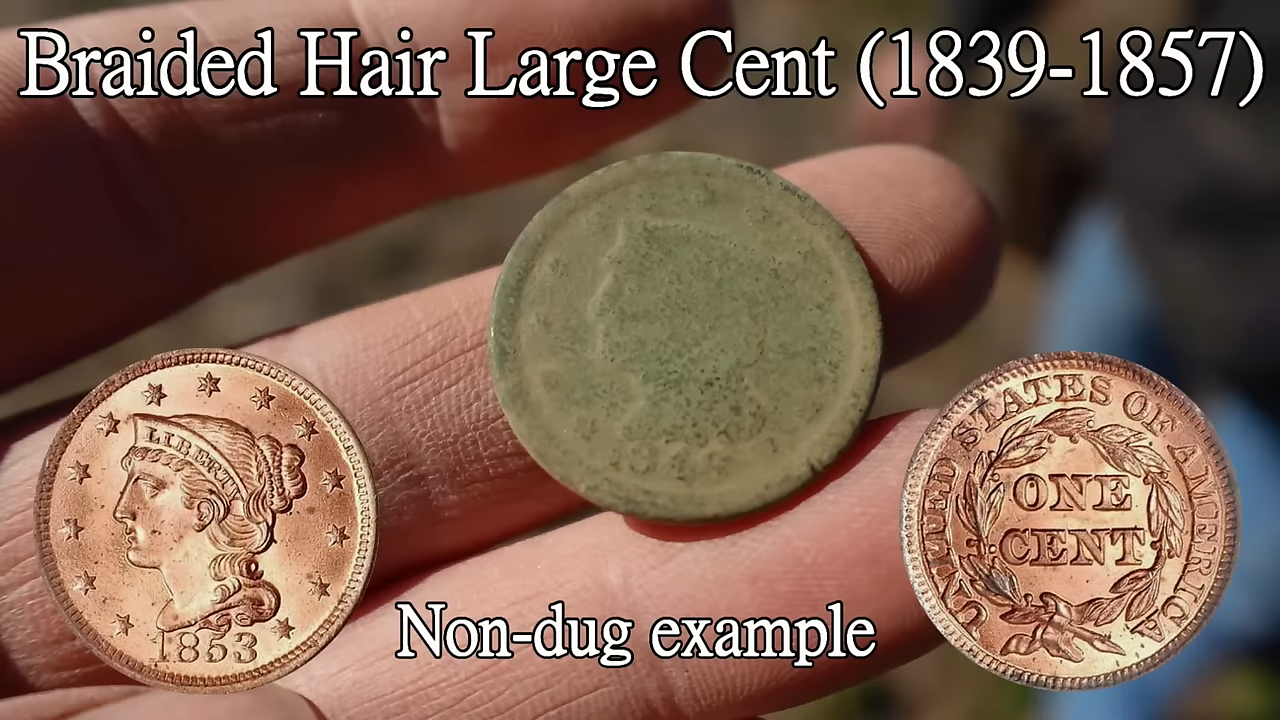 Braided Hair Large Cent (1839-1857)
LIBERTY
1853
UNITED STATES OF AMERICA
ONE
CENT
Non-dug example